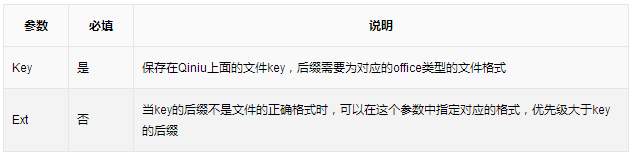 参数 必填 说明
Key 是 保存在Qiniu上面的文件key，后缀需要为对应的office类型的文件格式
Ext 否 当key的后缀不是文件的正确格式时，可以在这个参数中指定对应的格式，优先级大于key
的后缀